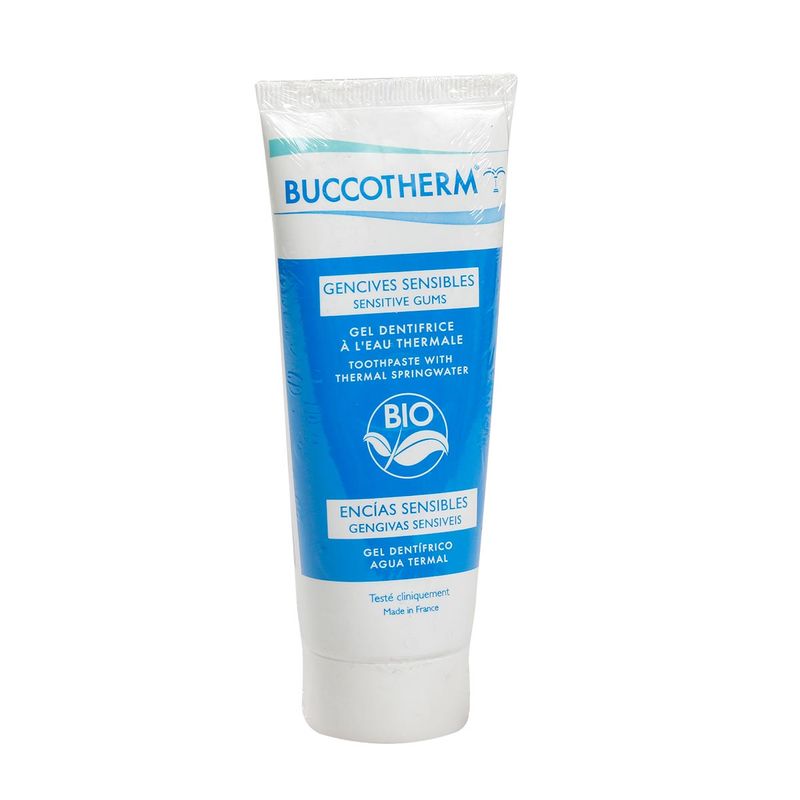 BUCCOTHERM®
GENCIVES SENSIBLES
SENSITIVE GUMS
GEL DENTIFRICE
À L'EAU THERMALE
TOOTHPASTE WITH
THERMAL SPRINGWATER
BIO
ENCÍAS SENSIBLES
GENGIVAS SENSIVEIS
GEL DENTÍFRICO
AGUA TERMAL
Testé cliniquement
Made in France